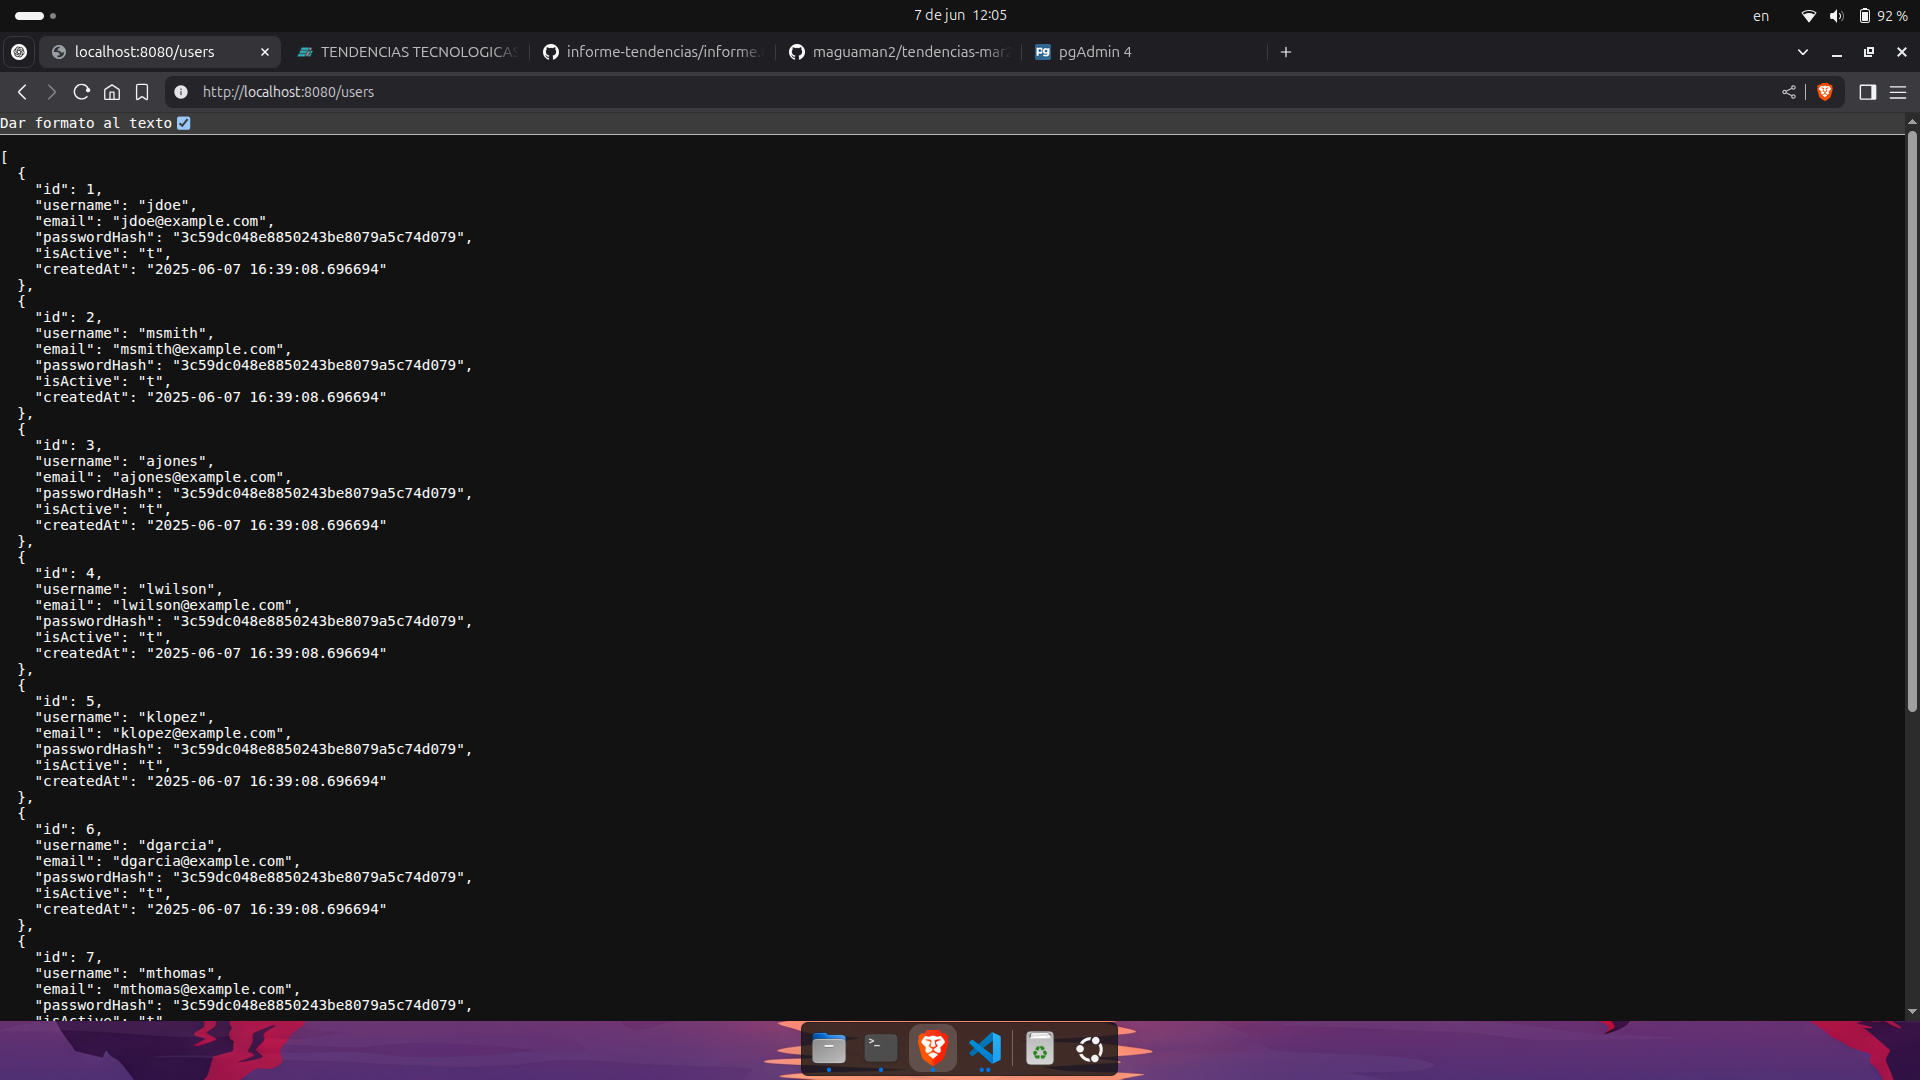 7 de jun 12:05
en
92 %
localhost:8080/users
TENDENCIAS TECNOLOGICAS
informe-tendencias/informe.
maguaman2/tendencias-mar
pgAdmin 4
http://localhost:8080/users
Dar formato al texto
[
  {
    "id": 1,
    "username": "jdoe",
    "email": "jdoe@example.com",
    "passwordHash": "3c59dc048e8850243be8079a5c74d079",
    "isActive": "t",
    "createdAt": "2025-06-07 16:39:08.696694"
  },
  {
    "id": 2,
    "username": "msmith",
    "email": "msmith@example.com",
    "passwordHash": "3c59dc048e8850243be8079a5c74d079",
    "isActive": "t",
    "createdAt": "2025-06-07 16:39:08.696694"
  },
  {
    "id": 3,
    "username": "ajones",
    "email": "ajones@example.com",
    "passwordHash": "3c59dc048e8850243be8079a5c74d079",
    "isActive": "t",
    "createdAt": "2025-06-07 16:39:08.696694"
  },
  {
    "id": 4,
    "username": "lwilson",
    "email": "lwilson@example.com",
    "passwordHash": "3c59dc048e8850243be8079a5c74d079",
    "isActive": "t",
    "createdAt": "2025-06-07 16:39:08.696694"
  },
  {
    "id": 5,
    "username": "klopez",
    "email": "klopez@example.com",
    "passwordHash": "3c59dc048e8850243be8079a5c74d079",
    "isActive": "t",
    "createdAt": "2025-06-07 16:39:08.696694"
  },
  {
    "id": 6,
    "username": "dgarcia",
    "email": "dgarcia@example.com",
    "passwordHash": "3c59dc048e8850243be8079a5c74d079",
    "isActive": "t",
    "createdAt": "2025-06-07 16:39:08.696694"
  },
  {
    "id": 7,
    "username": "mthomas",
    "email": "mthomas@example.com",
    "passwordHash": "3c59dc048e8850243be8079a5c74d079",
    "isActive": "t"